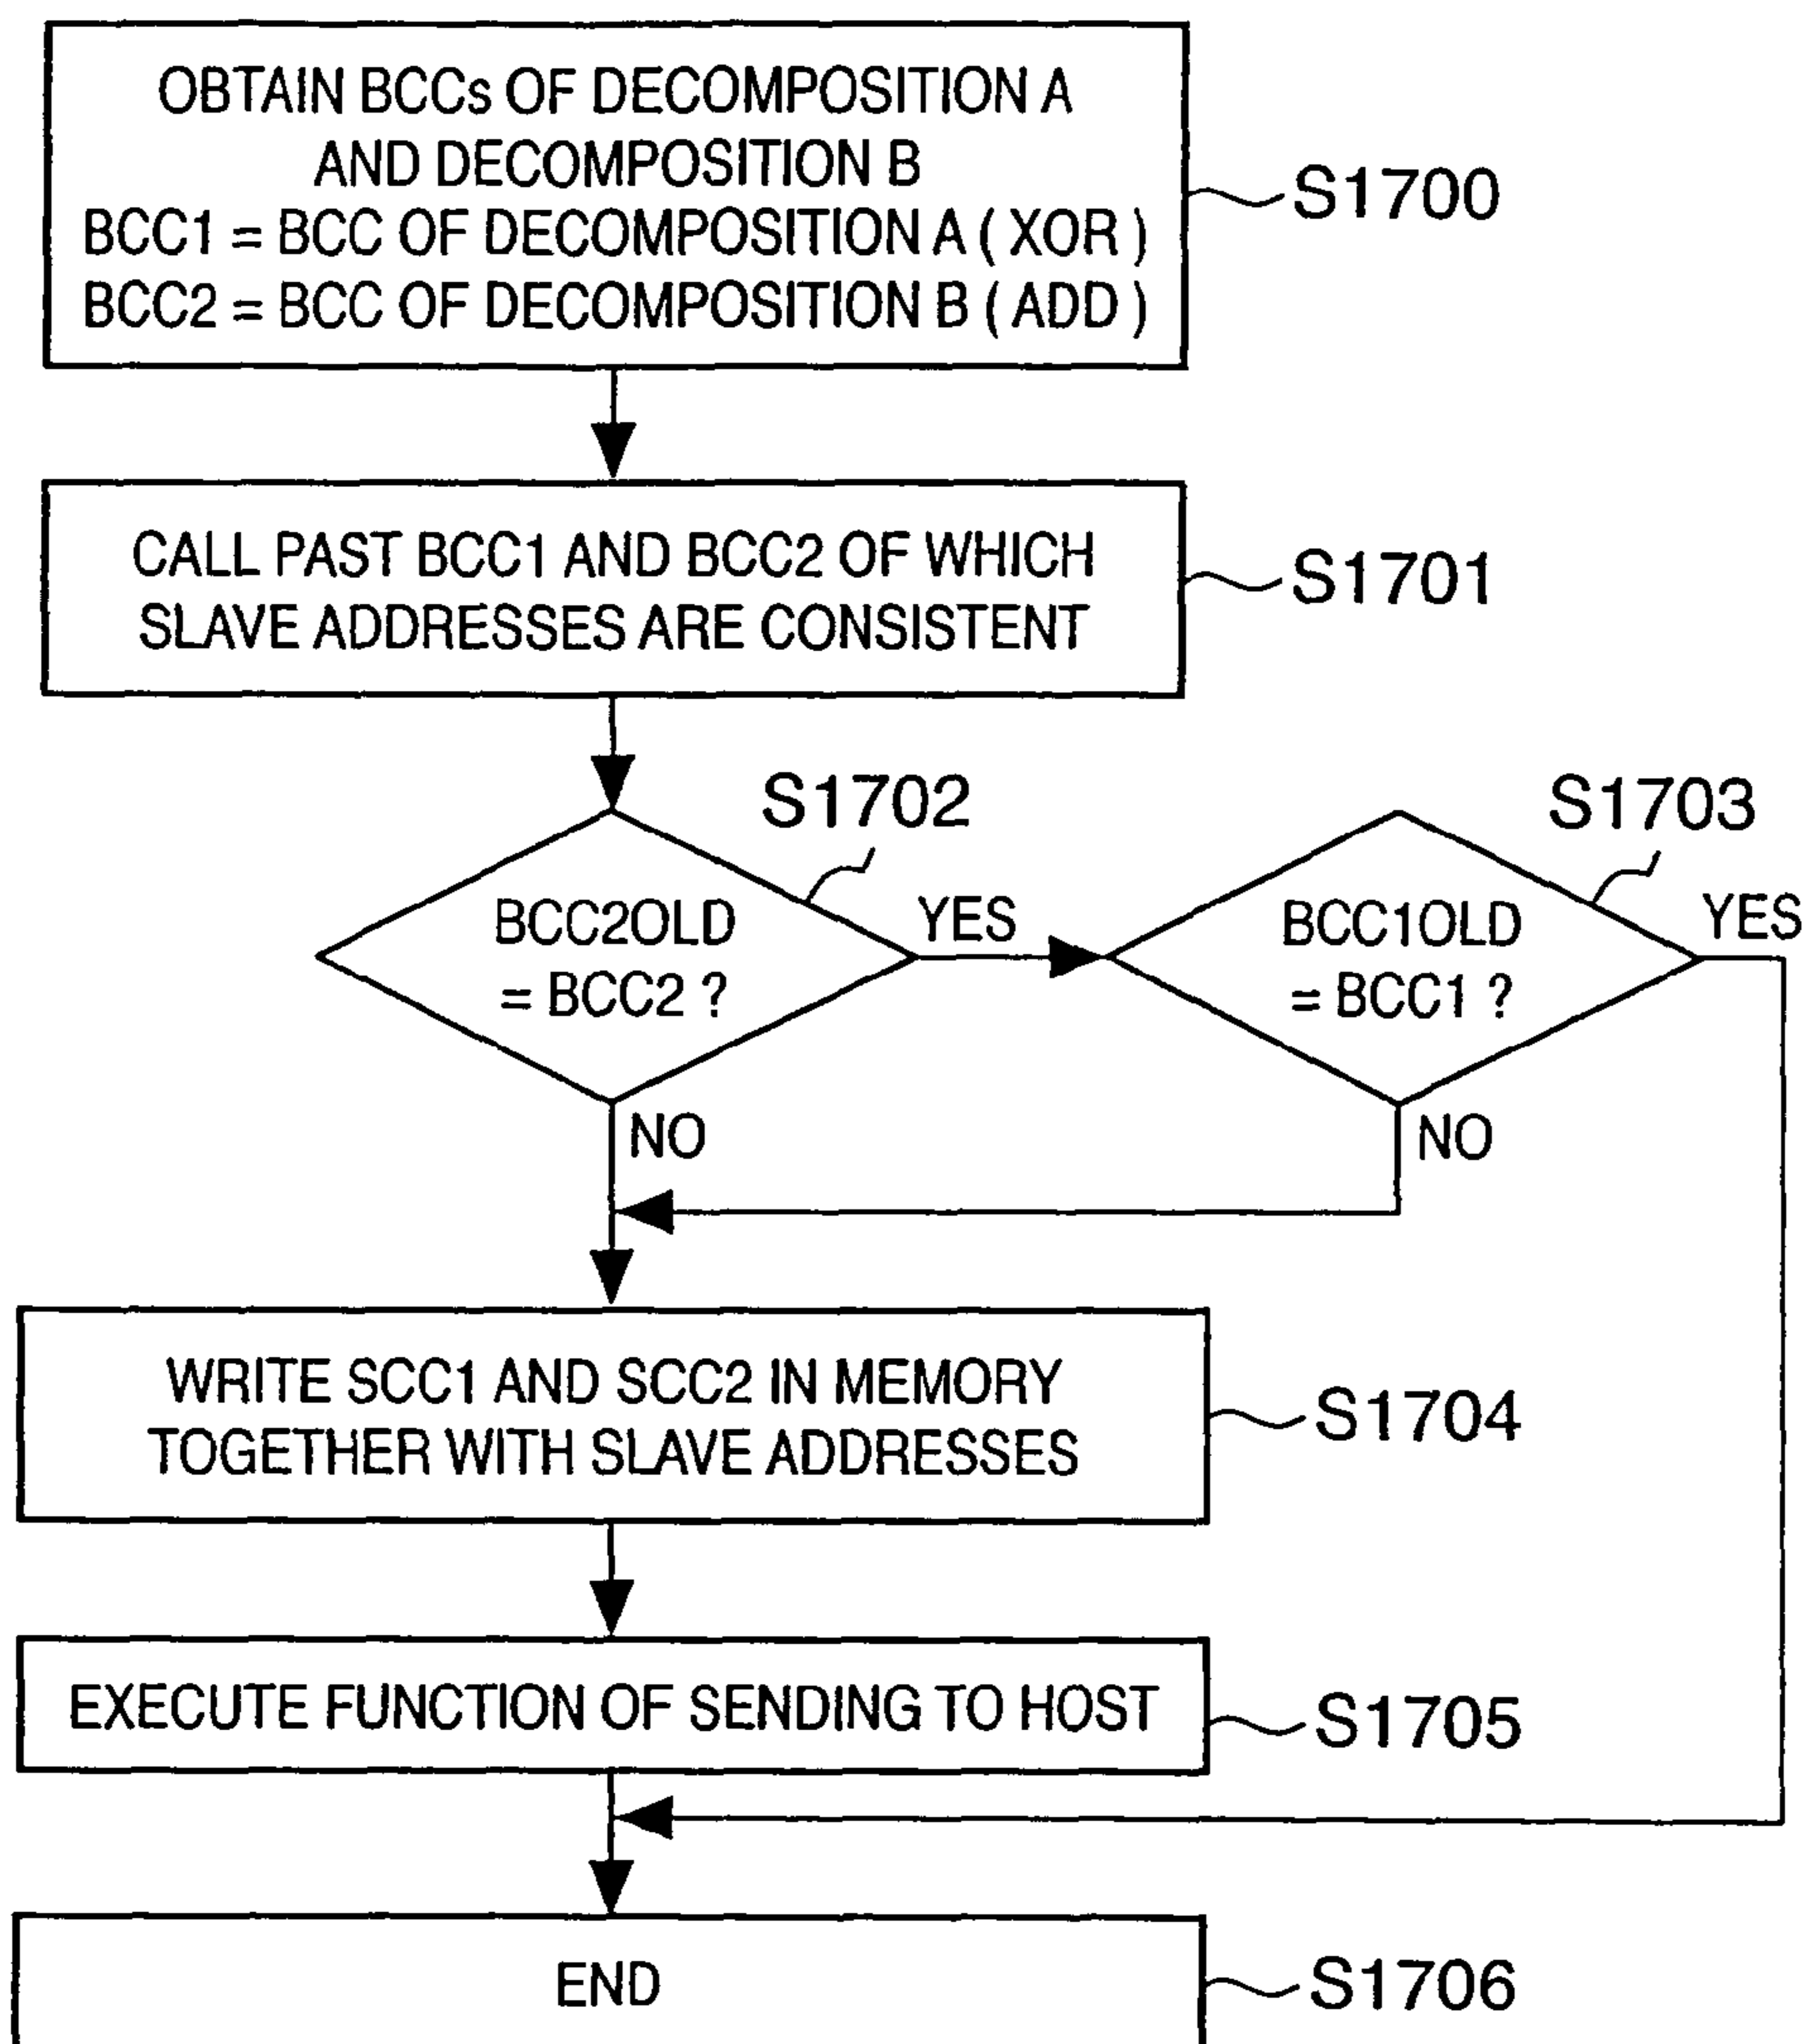 OBTAIN BCCs OF DECOMPOSITION A
AND DECOMPOSITION B
BCC1 = BCC OF DECOMPOSITION A ( XOR )
BCC2 = BCC OF DECOMPOSITION B ( ADD )
S1700
CALL PAST BCC1 AND BCC2 OF WHICH
SLAVE ADDRESSES ARE CONSISTENT
S1701
S1702
BCC2OLD
= BCC2 ?
YES
NO
S1703
BCC1OLD
= BCC1 ?
YES
NO
WRITE SCC1 AND SCC2 IN MEMORY
TOGETHER WITH SLAVE ADDRESSES
S1704
EXECUTE FUNCTION OF SENDING TO HOST
S1705
END
S1706